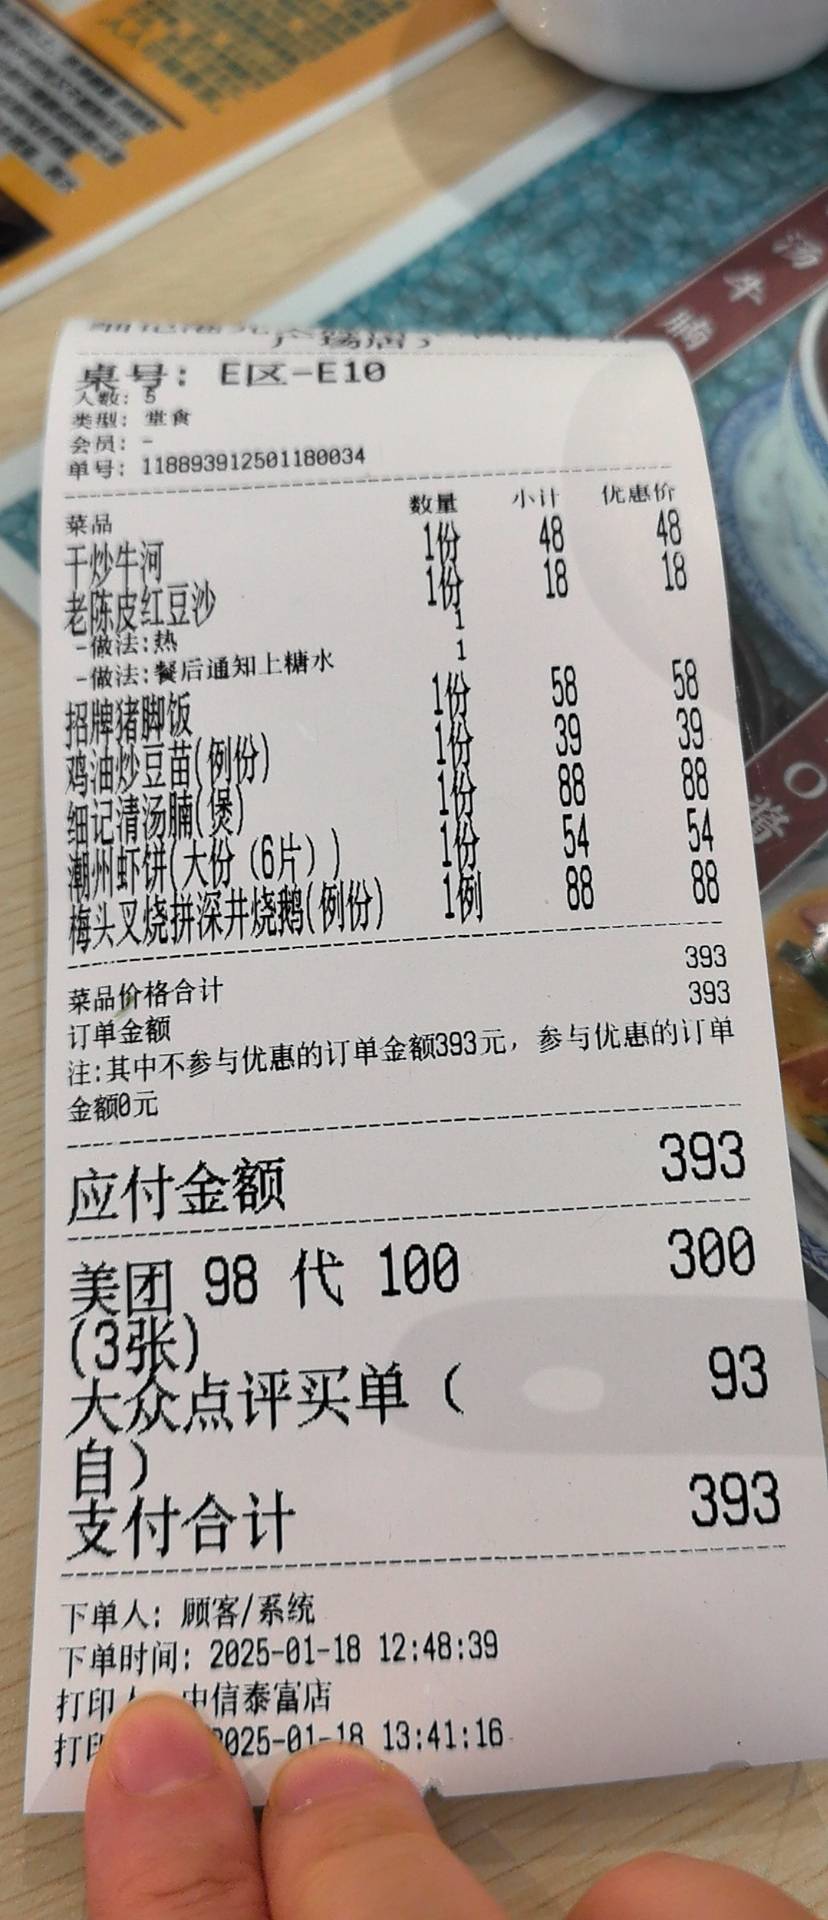 广场店)
桌号: E区-E10
人数: 5
类型: 堂食
会员: -
单号: 118893912501180034
菜品 数量 小计 优惠价
干炒牛河 1份 48 48
老陈皮红豆沙 1份 18 18
-做法:热 1
-做法:餐后通知上糖水 1
招牌猪脚饭 1份 58 58
鸡油炒豆苗(例份) 1份 39 39
细记清汤腩(煲) 1份 88 88
潮州虾饼(大份（6片）) 1份 54 54
梅头叉烧拼深井烧鹅(例份) 1例 88 88
菜品价格合计 393
订单金额 393
注:其中不参与优惠的订单金额393元，参与优惠的订单
金额0元
应付金额 393
美团 98 代 100 300
(3张)
大众点评买单（ 93
自）
支付合计 393
下单人: 顾客/系统
下单时间: 2025-01-18 12:48:39
打印 中信泰富店
打印 2025-01-18 13:41:16
汤牛腩